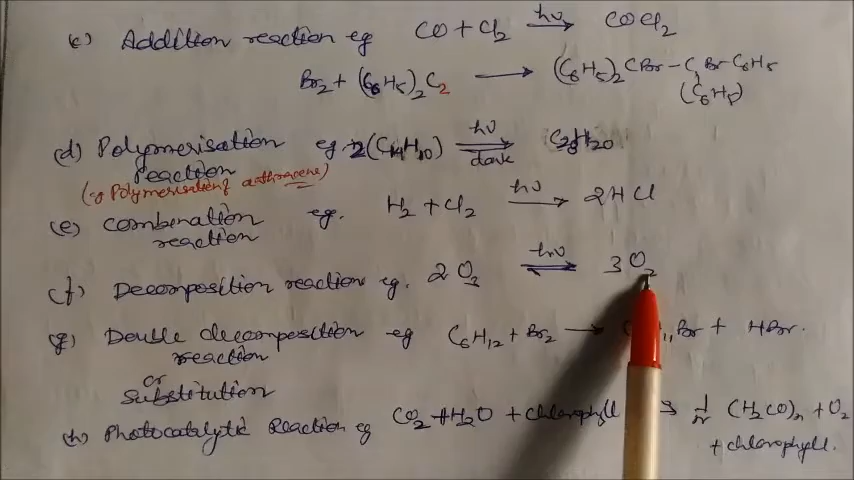 (c) Addition reaction eg CO + Cl2 hν→ COCl2
Br2 + (C6H5)2C2 → (C6H5)2CBr-C Br C6H5
(C6H5)
(d) Polymerisation reaction eg 2(C14H10) hν⇌ dark C28H20
(eg Polymerisation of anthracene)
(e) Combination reaction eg. H2 + Cl2 hν→ 2HCl
(f) Decomposition reaction eg. 2O3 hν⇌ 3O2
(g) Double decomposition reaction eg C6H12 + Br2 → 11Br + HBr.
or
Substitution
(h) Photocatalytic Reaction eg CO2 + H2O + chlorophyll → 1/n (H2CO)n + O2
+ chlorophyll.